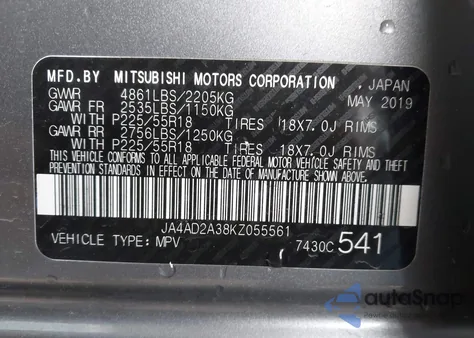 MFD.BY MITSUBISHI MOTORS CORPORATION , JAPAN
GVWR 4861LBS/2205KG MAY 2019
GAWR FR 2535LBS/1150KG
WITH P225/55R18 TIRES 18X7.0J RIMS
GAWR RR 2756LBS/1250KG
WITH P225/55R18 TIRES 18X7.0J RIMS
THIS VEHICLE CONFORMS TO ALL APPLICABLE FEDERAL MOTOR VEHICLE SAFETY AND THEFT
PREVENTION STANDARDS IN EFFECT ON THE DATE OF MANUFACTURE SHOWN ABOVE.
JA4AD2A38KZ055561
VEHICLE TYPE: MPV 7430C 541
autoSnap